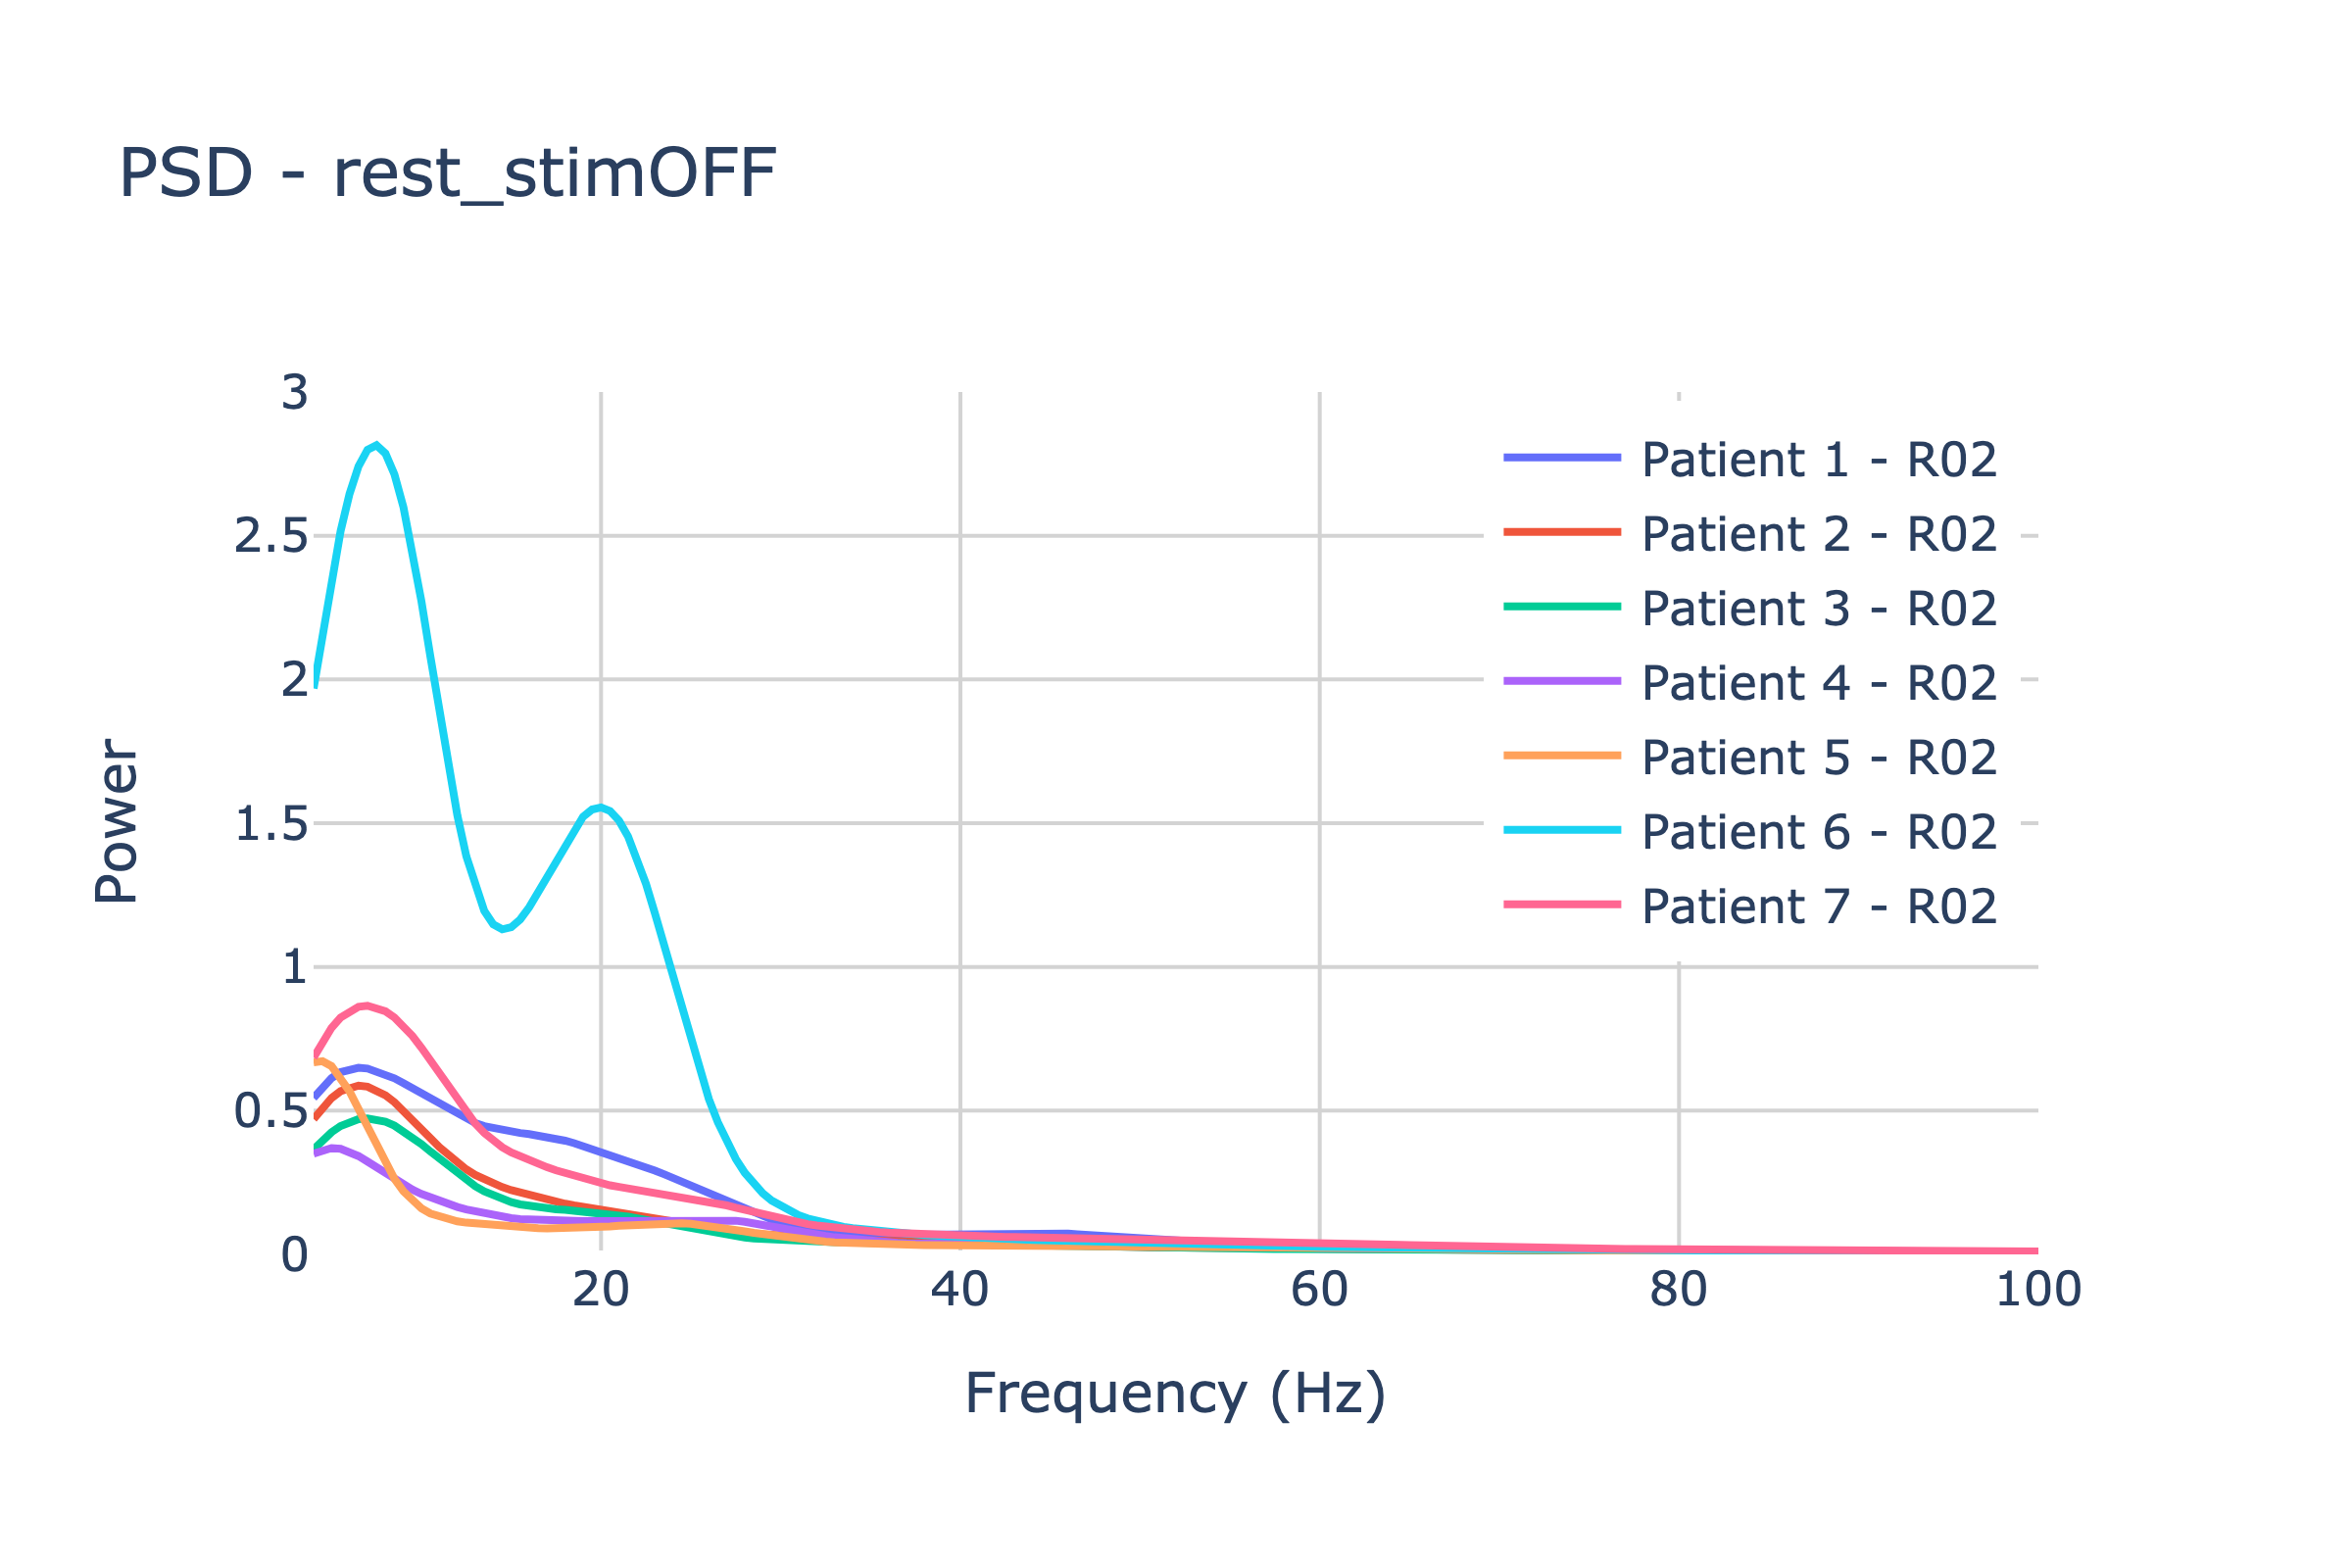 PSD - rest_stimOFF
3
2.5
2
1.5
1
0.5
0
Power
Patient 1 - R02
Patient 2 - R02
Patient 3 - R02
Patient 4 - R02
Patient 5 - R02
Patient 6 - R02
Patient 7 - R02
20 40 60 80 100
Frequency (Hz)